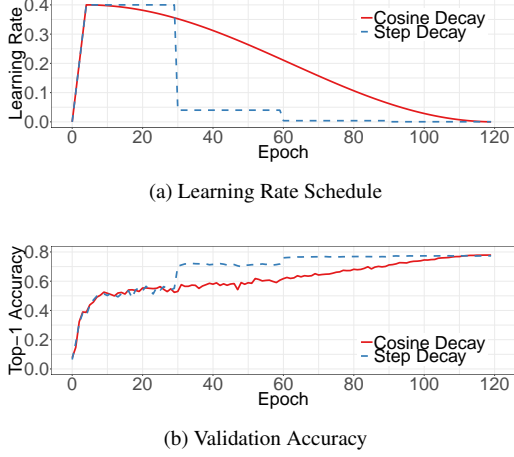 0.4
0.3
0.2
0.1
0.0
Learning Rate
Cosine Decay
Step Decay
0 20 40 60 80 100 120
Epoch
(a) Learning Rate Schedule
0.8
0.6
0.4
0.2
0.0
Top−1 Accuracy
Cosine Decay
Step Decay
0 20 40 60 80 100 120
Epoch
(b) Validation Accuracy